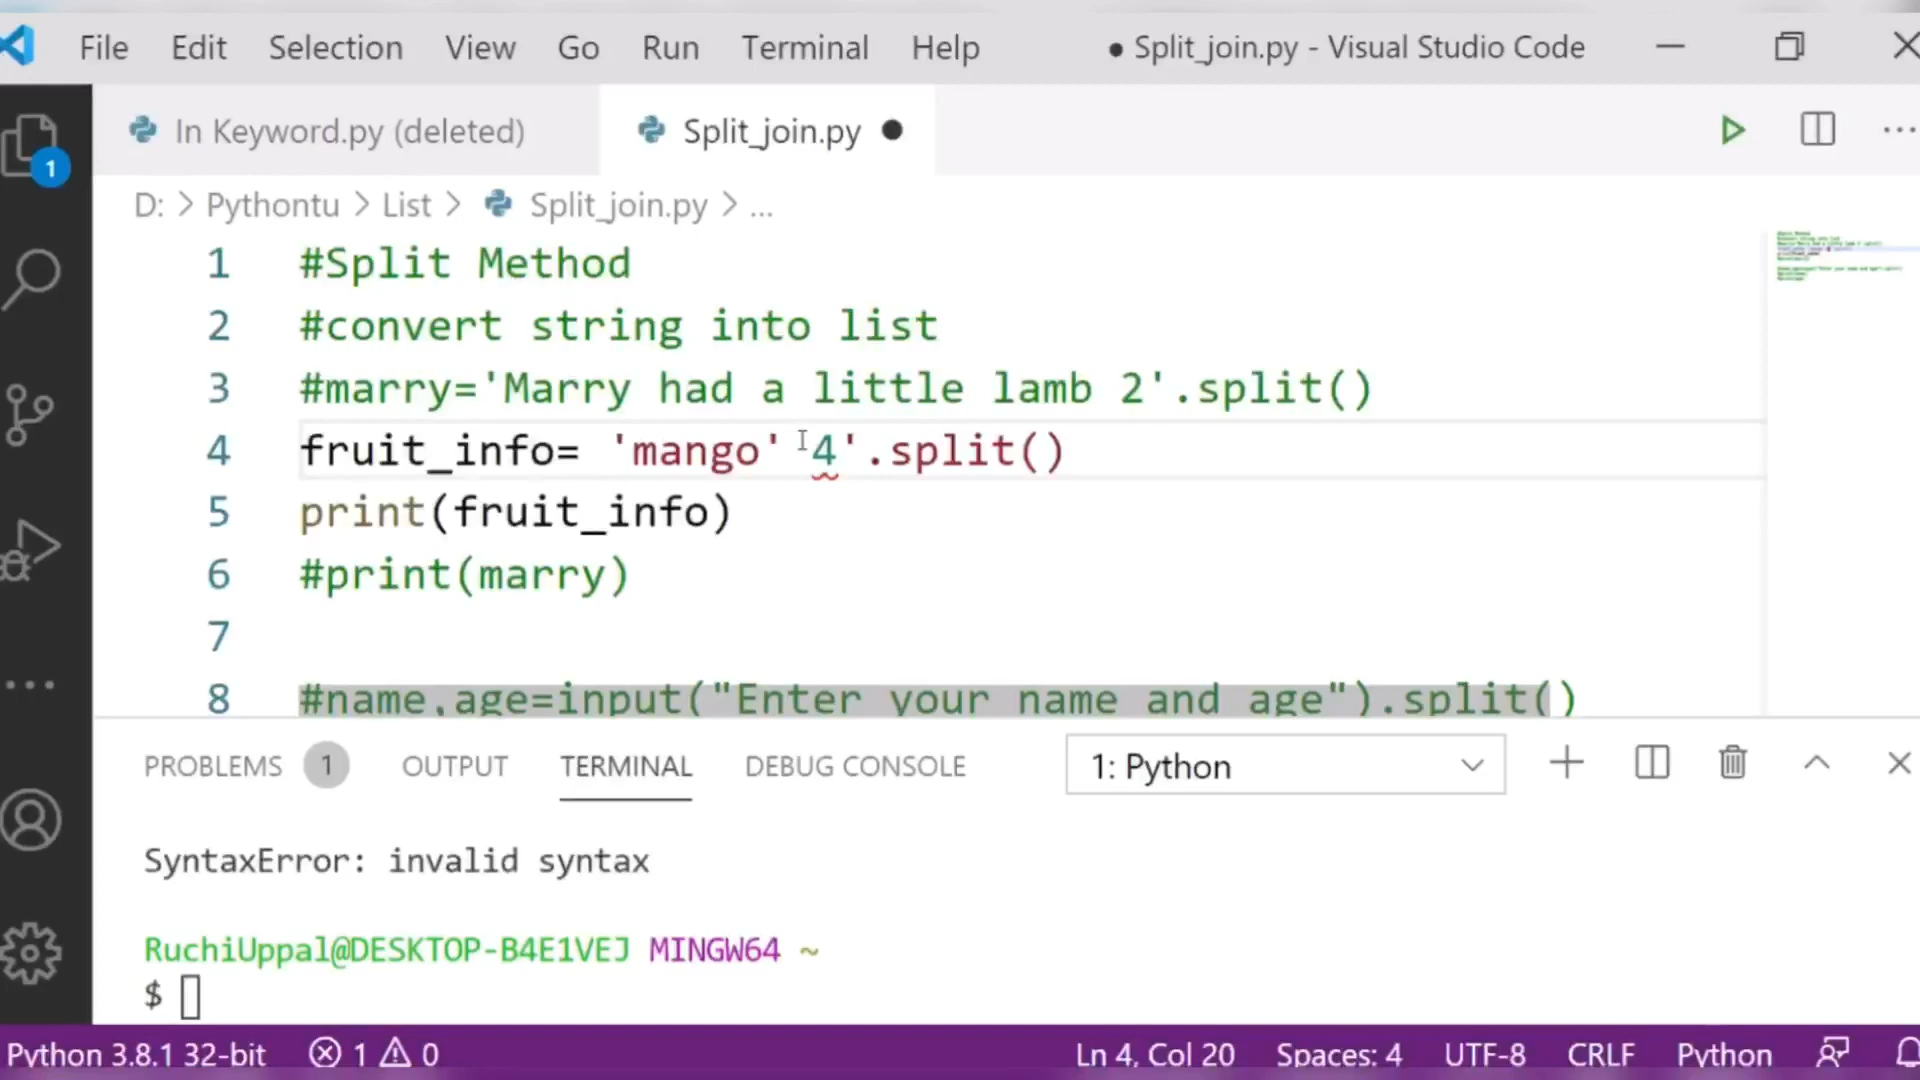 File Edit Selection View Go Run Terminal Help ● Split_join.py - Visual Studio Code
In Keyword.py (deleted) Split_join.py ●
1
D: > Pythontu > List > Split_join.py > ...
1 #Split Method
2 #convert string into list
3 #marry='Marry had a little lamb 2'.split()
4 fruit_info= 'mango' 4'.split()
5 print(fruit_info)
6 #print(marry)
7
8 #name,age=input("Enter your name and age").split()
PROBLEMS 1 OUTPUT TERMINAL DEBUG CONSOLE 1: Python
SyntaxError: invalid syntax
RuchiUppal@DESKTOP-B4E1VEJ MINGW64 ~
$
Python 3.8.1 32-bit 1 0 Ln 4, Col 20 Spaces: 4 UTF-8 CRLF Python